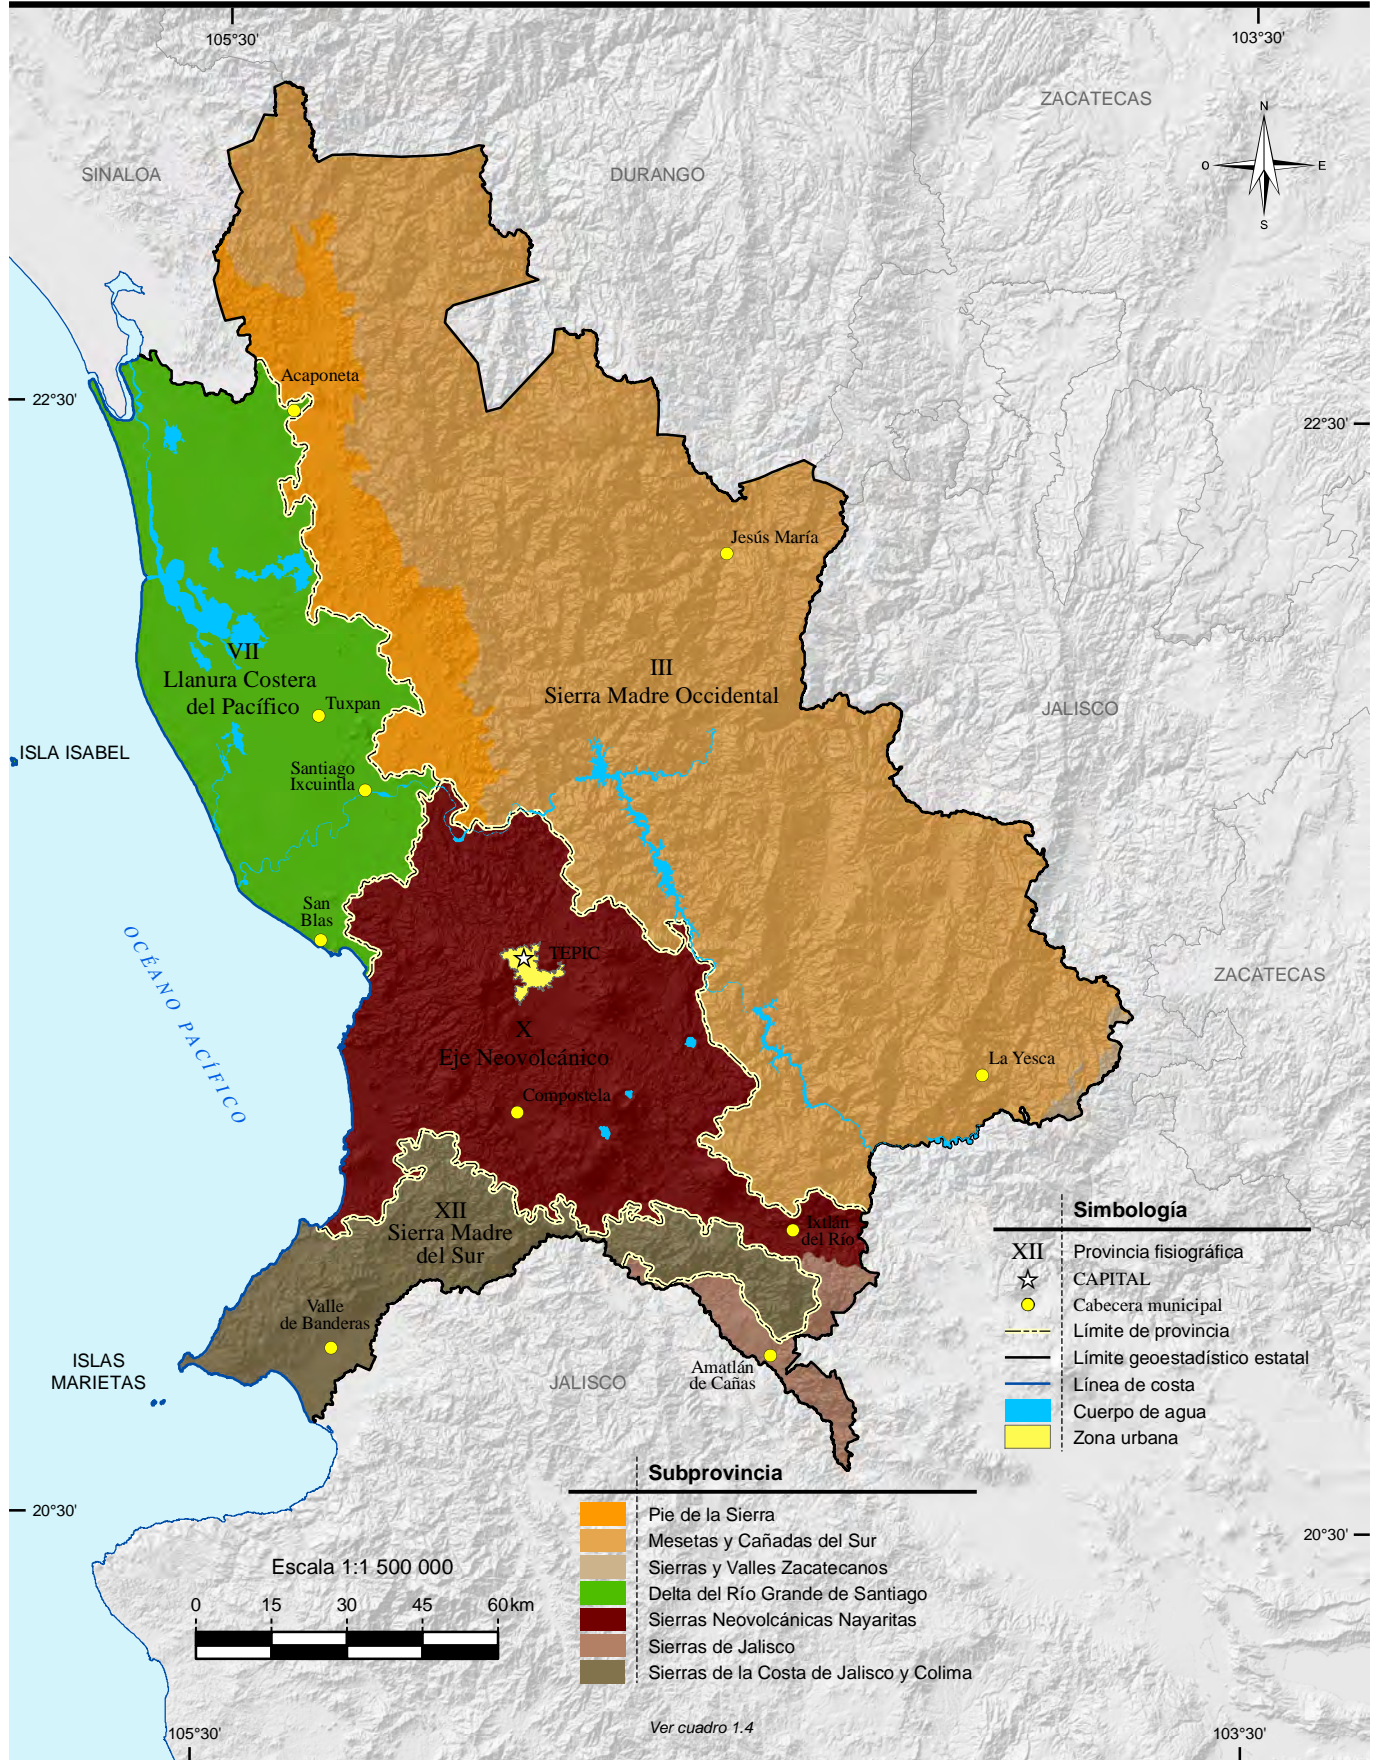 105°30'
103°30'
ZACATECAS
N
O
E
S
SINALOA
DURANGO
Acaponeta
22°30'
22°30'
Jesús María
VII
Llanura Costera
del Pacífico
III
Sierra Madre Occidental
Tuxpan
JALISCO
ISLA ISABEL
Santiago
Ixcuintla
San
Blas
OCÉANO PACÍFICO
TEPIC
ZACATECAS
X
Eje Neovolcánico
La Yesca
Compostela
XII
Sierra Madre
del Sur
Ixtlán
del Río
Valle
de Banderas
ISLAS
MARIETAS
JALISCO
Amatlán
de Cañas
Simbología
XII Provincia fisiográfica
CAPITAL
Cabecera municipal
Límite de provincia
Límite geoestadístico estatal
Línea de costa
Cuerpo de agua
Zona urbana
Subprovincia
Pie de la Sierra
Mesetas y Cañadas del Sur
Sierras y Valles Zacatecanos
Delta del Río Grande de Santiago
Sierras Neovolcánicas Nayaritas
Sierras de Jalisco
Sierras de la Costa de Jalisco y Colima
20°30'
20°30'
Escala 1:1 500 000
0 15 30 45 60 km
Ver cuadro 1.4
105°30'
103°30'